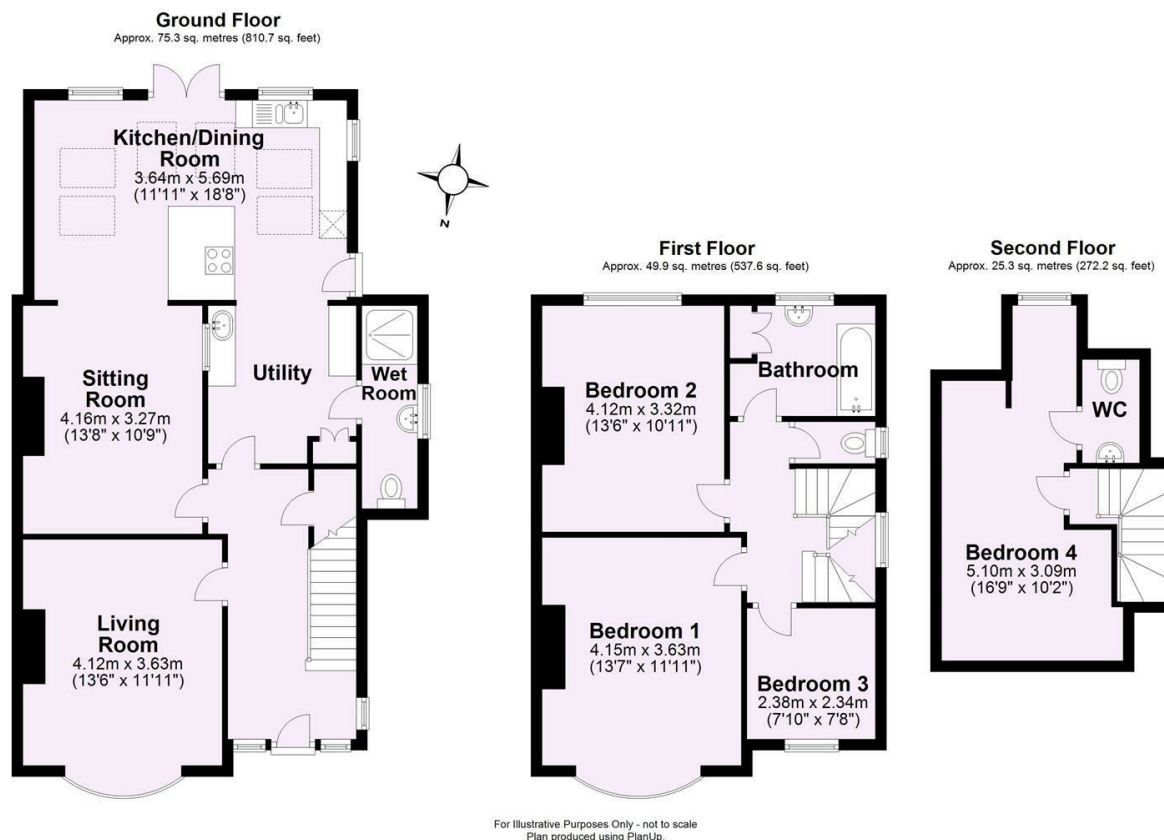 Ground Floor
Approx. 75.3 sq. metres (810.7 sq. feet)
Kitchen/Dining
Room
3.64m x 5.69m
(11'11" x 18'8")
N
Sitting
Room
4.16m x 3.27m
(13'8" x 10'9")
Utility
Wet
Room
Living
Room
4.12m x 3.63m
(13'6" x 11'11")
First Floor
Approx. 49.9 sq. metres (537.6 sq. feet)
Bedroom 2
4.12m x 3.32m
(13'6" x 10'11")
Bathroom
Bedroom 1
4.15m x 3.63m
(13'7" x 11'11")
Bedroom 3
2.38m x 2.34m
(7'10" x 7'8")
Second Floor
Approx. 25.3 sq. metres (272.2 sq. feet)
WC
Bedroom 4
5.10m x 3.09m
(16'9" x 10'2")
For Illustrative Purposes Only - not to scale
Plan produced using PlanUp.